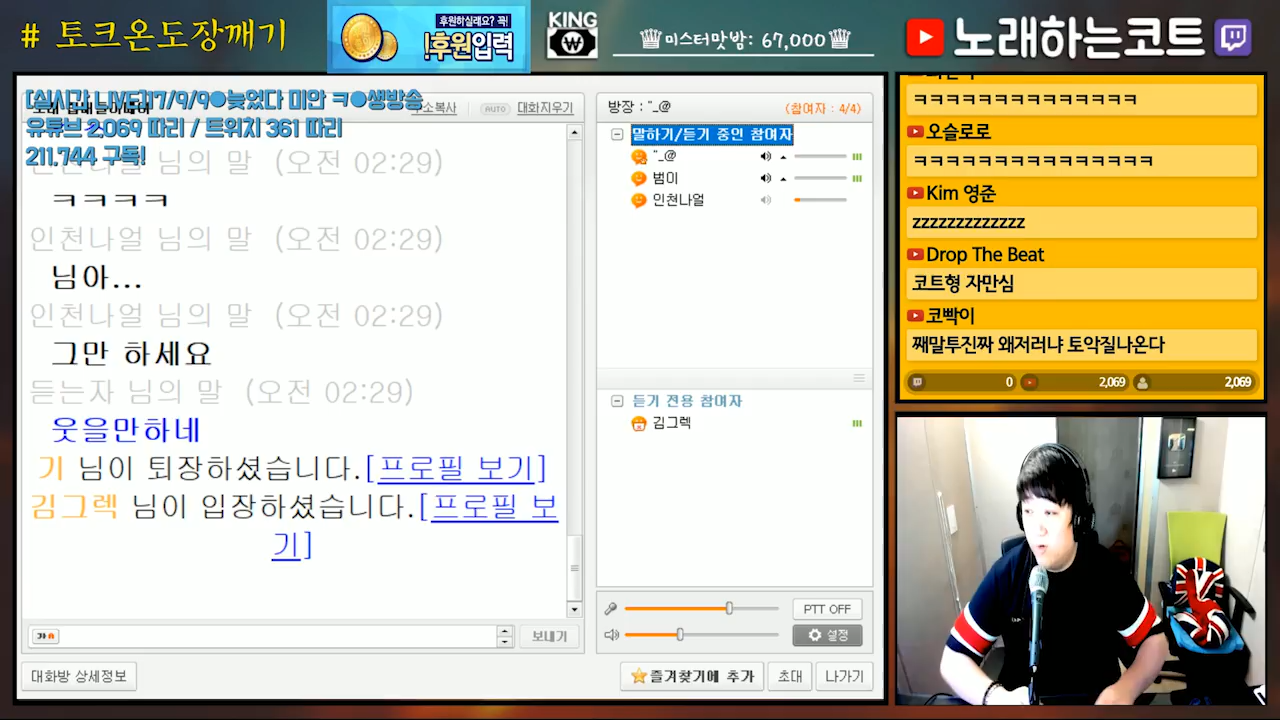 # 토크온도장깨기
후원하실래요? 꼭!
!후원입력
KING
₩
미스터맛밤: 67,000
노래하는코트
[실시간 LIVE]17/9/9●늦었다 미안 ㅋ●생방송
유튜브 2,069 따리 / 트위치 361 따리
211.744 구독!
소복사
AUTO
대화지우기
님의 말 (오전 02:29)
ㅋㅋㅋㅋ
인천나얼 님의 말 (오전 02:29)
님아...
인천나얼 님의 말 (오전 02:29)
그만 하세요
듣는자 님의 말 (오전 02:29)
웃을만하네
기 님이 퇴장하셨습니다.[프로필 보기]
김그렉 님이 입장하셨습니다.[프로필 보
기]
가
보내기
대화방 상세정보
방장 : "_@
(참여자 : 4/4)
말하기/듣기 중인 참여자
"_@
범이
인천나얼
듣기 전용 참여자
김그렉
PTT OFF
설정
즐겨찾기에 추가
초대
나가기
ㅋㅋㅋㅋㅋㅋㅋㅋㅋㅋㅋㅋㅋㅋ
오슬로로
ㅋㅋㅋㅋㅋㅋㅋㅋㅋㅋㅋㅋㅋㅋㅋ
Kim 영준
zzzzzzzzzzzzz
Drop The Beat
코트형 자만심
코빡이
째말투진짜 왜저러냐 토악질나온다
0
2,069
2,069